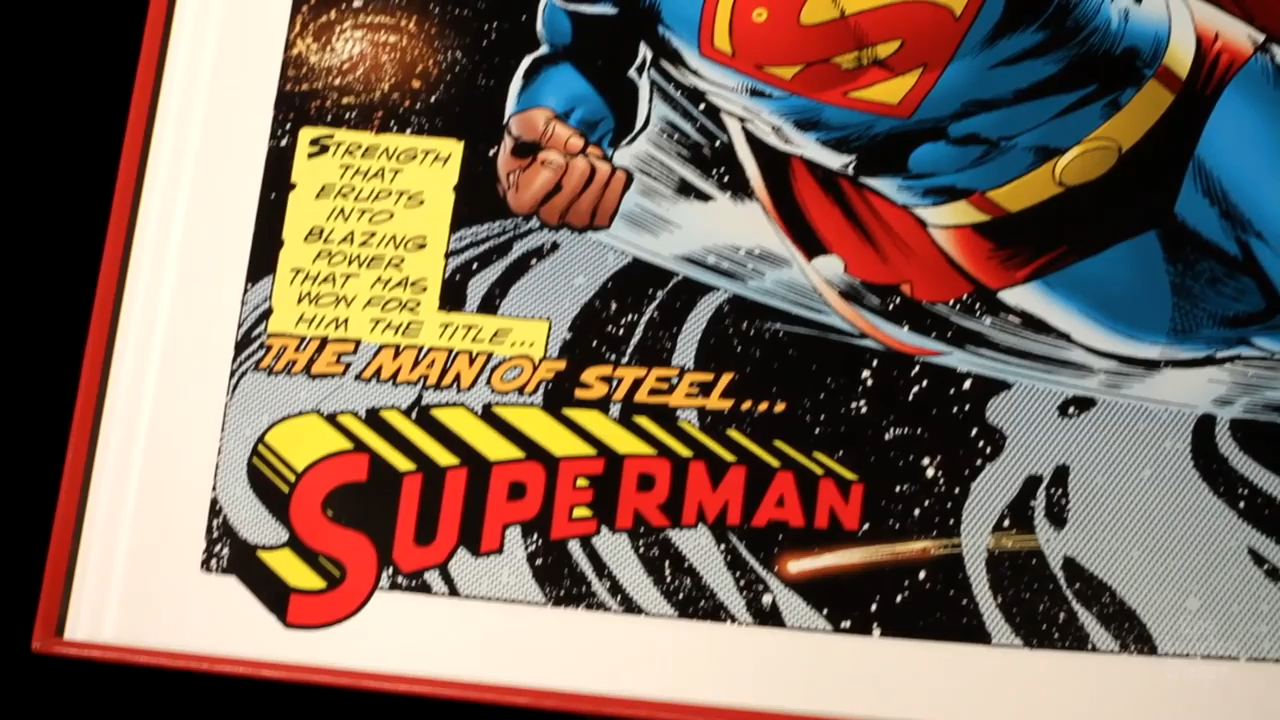 S
STRENGTH
THAT
ERUPTS
INTO
BLAZING
POWER
THAT HAS
WON FOR
HIM THE TITLE...
THE MAN OF STEEL...
SUPERMAN